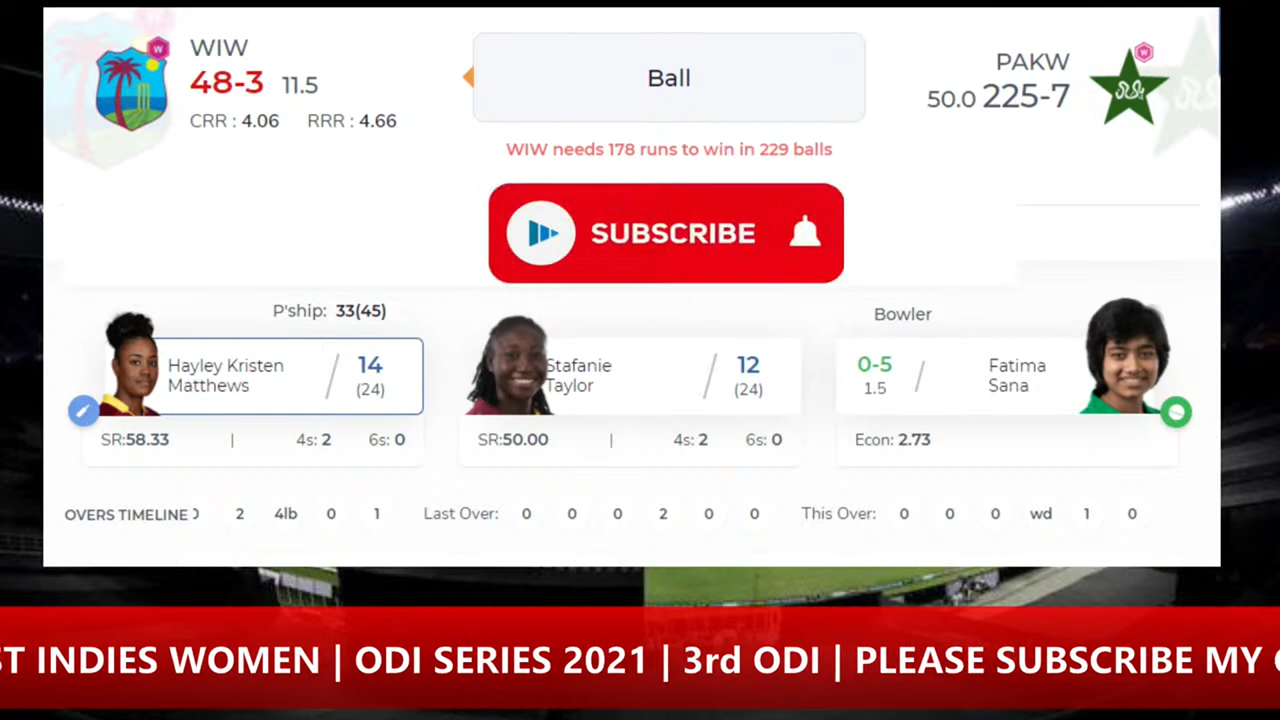 WIW
48-3 11.5
CRR : 4.06 RRR : 4.66
Ball
PAKW
50.0 225-7
WIW needs 178 runs to win in 229 balls
SUBSCRIBE
P'ship: 33(45)
Bowler
Hayley Kristen
Matthews
14
(24)
SR:58.33 | 4s: 2 6s: 0
Stafanie
Taylor
12
(24)
SR:50.00 | 4s: 2 6s: 0
0-5
1.5
Fatima
Sana
Econ: 2.73
OVERS TIMELINE 2 4lb 0 1 Last Over: 0 0 0 2 0 0 This Over: 0 0 0 wd 1 0
ST INDIES WOMEN | ODI SERIES 2021 | 3rd ODI | PLEASE SUBSCRIBE MY